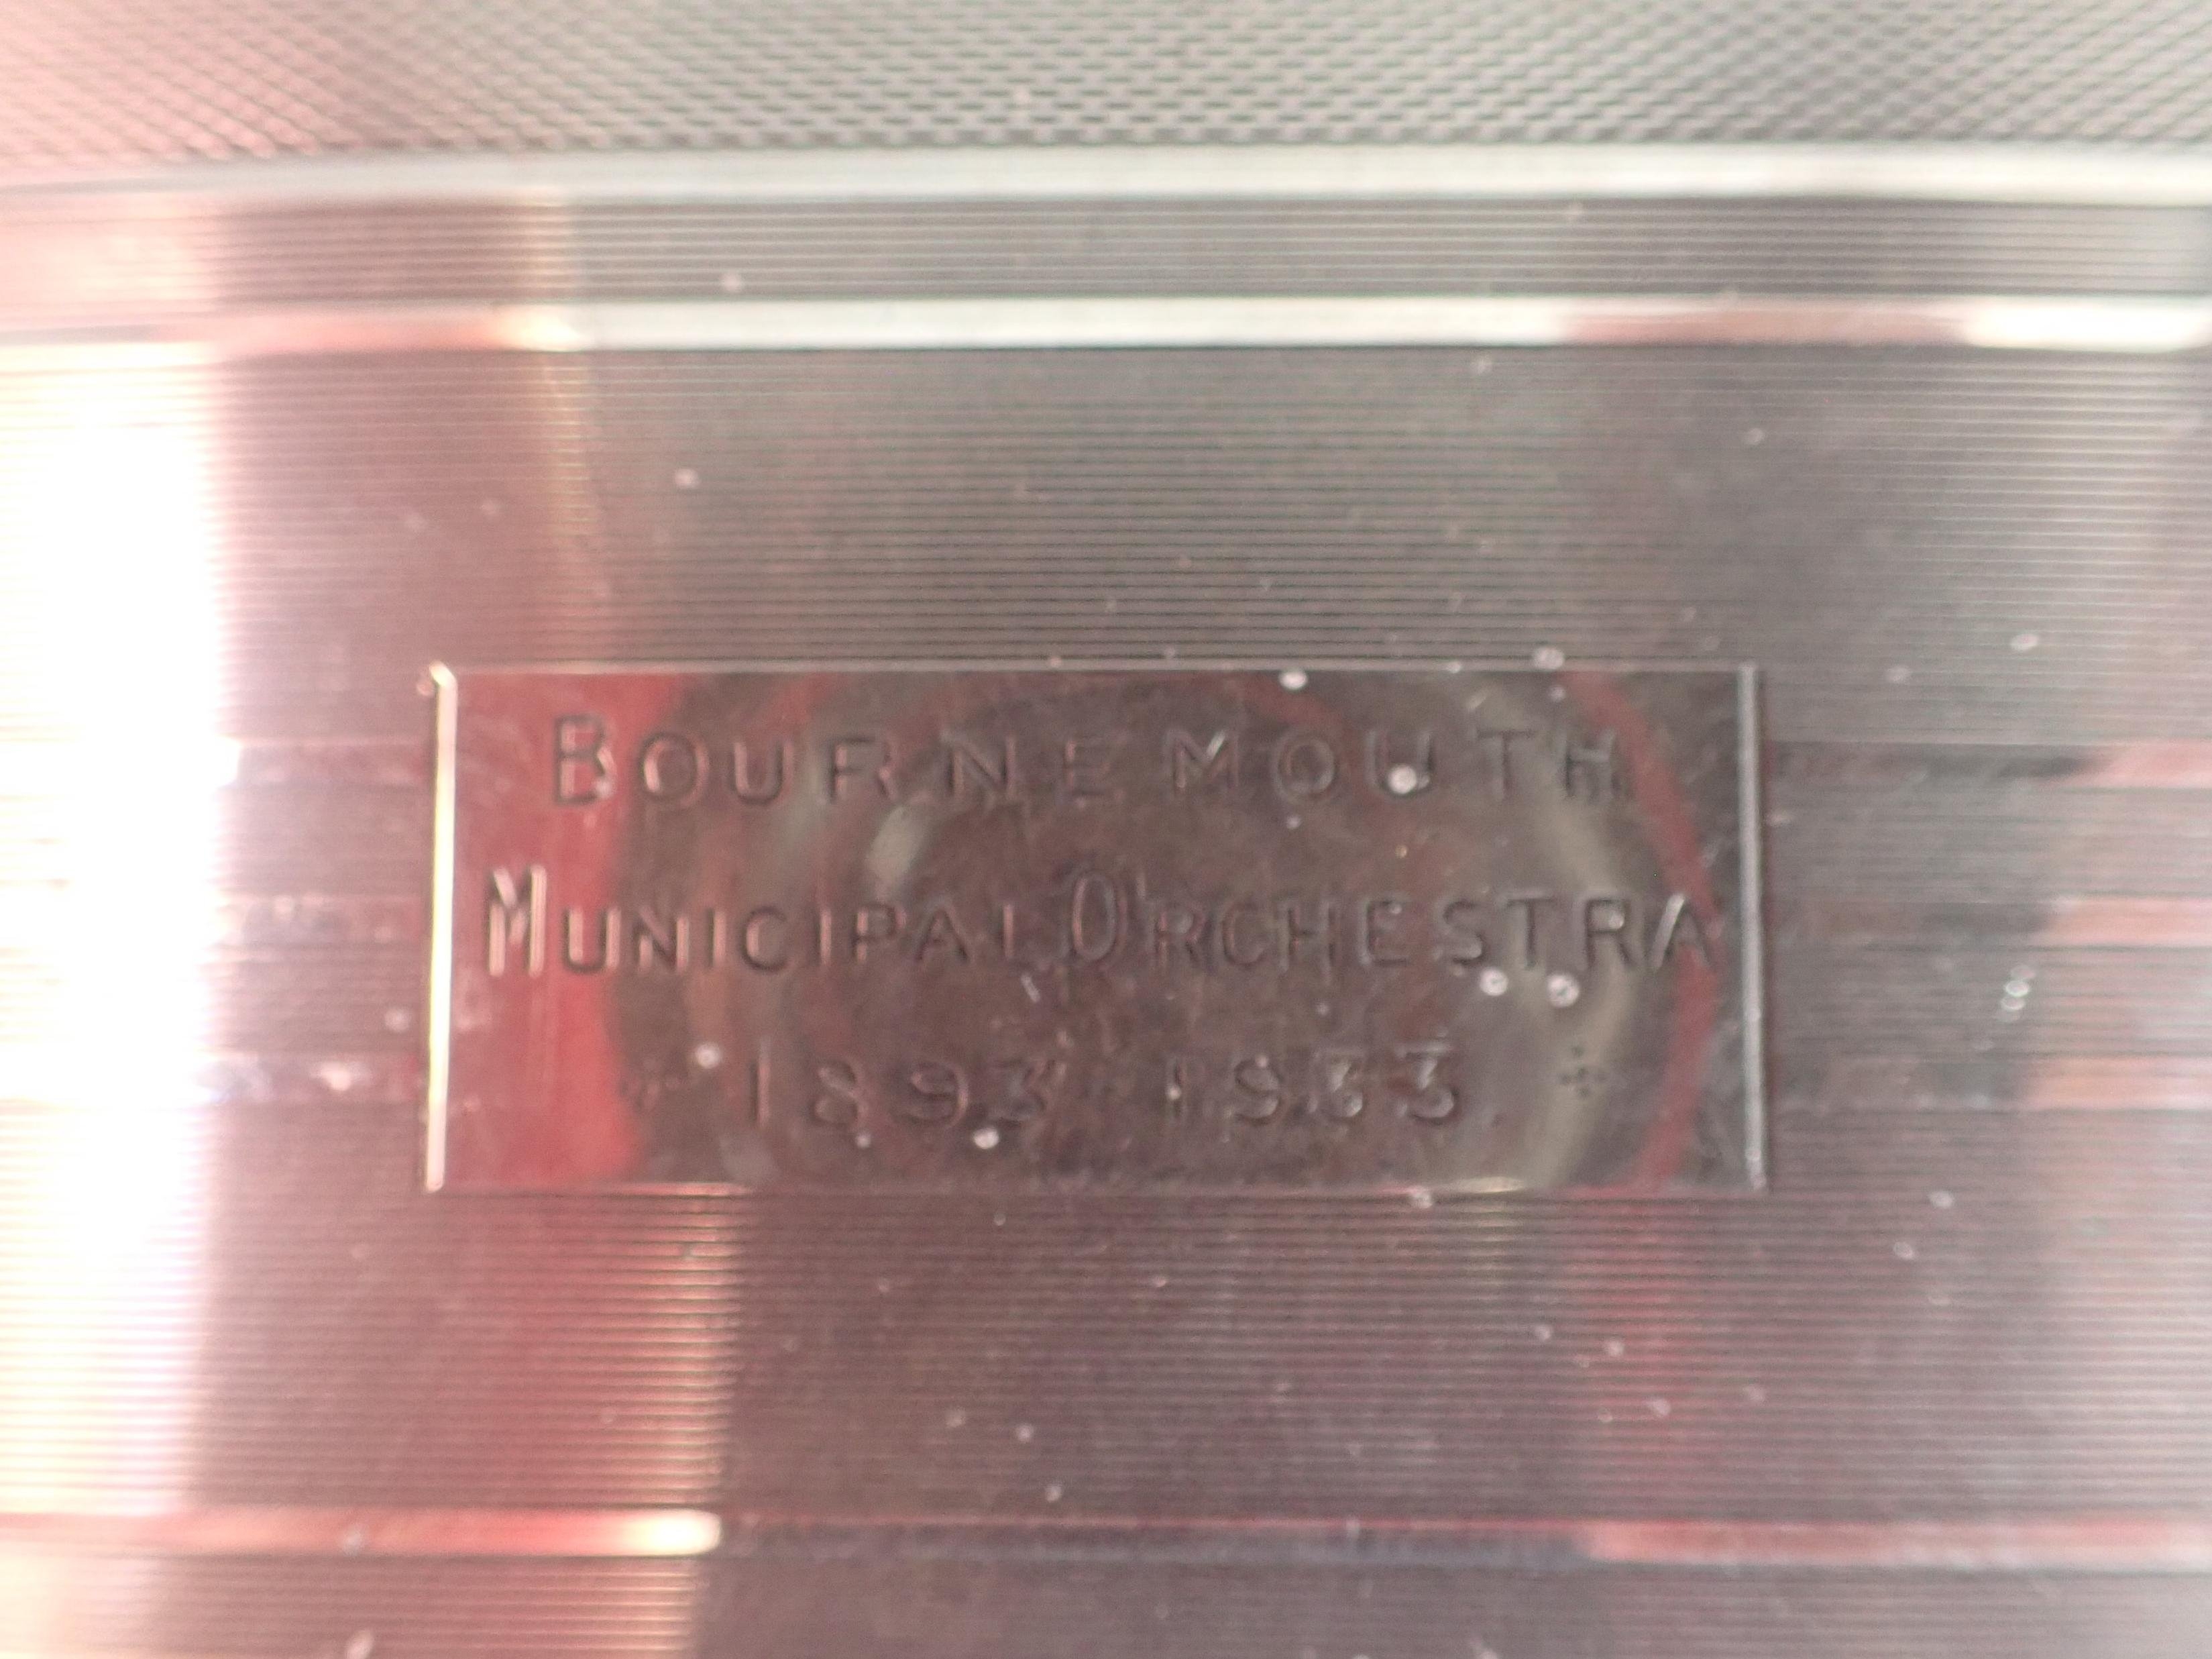 BOURNEMOUTH
MUNICIPAL ORCHESTRA
1893 1933